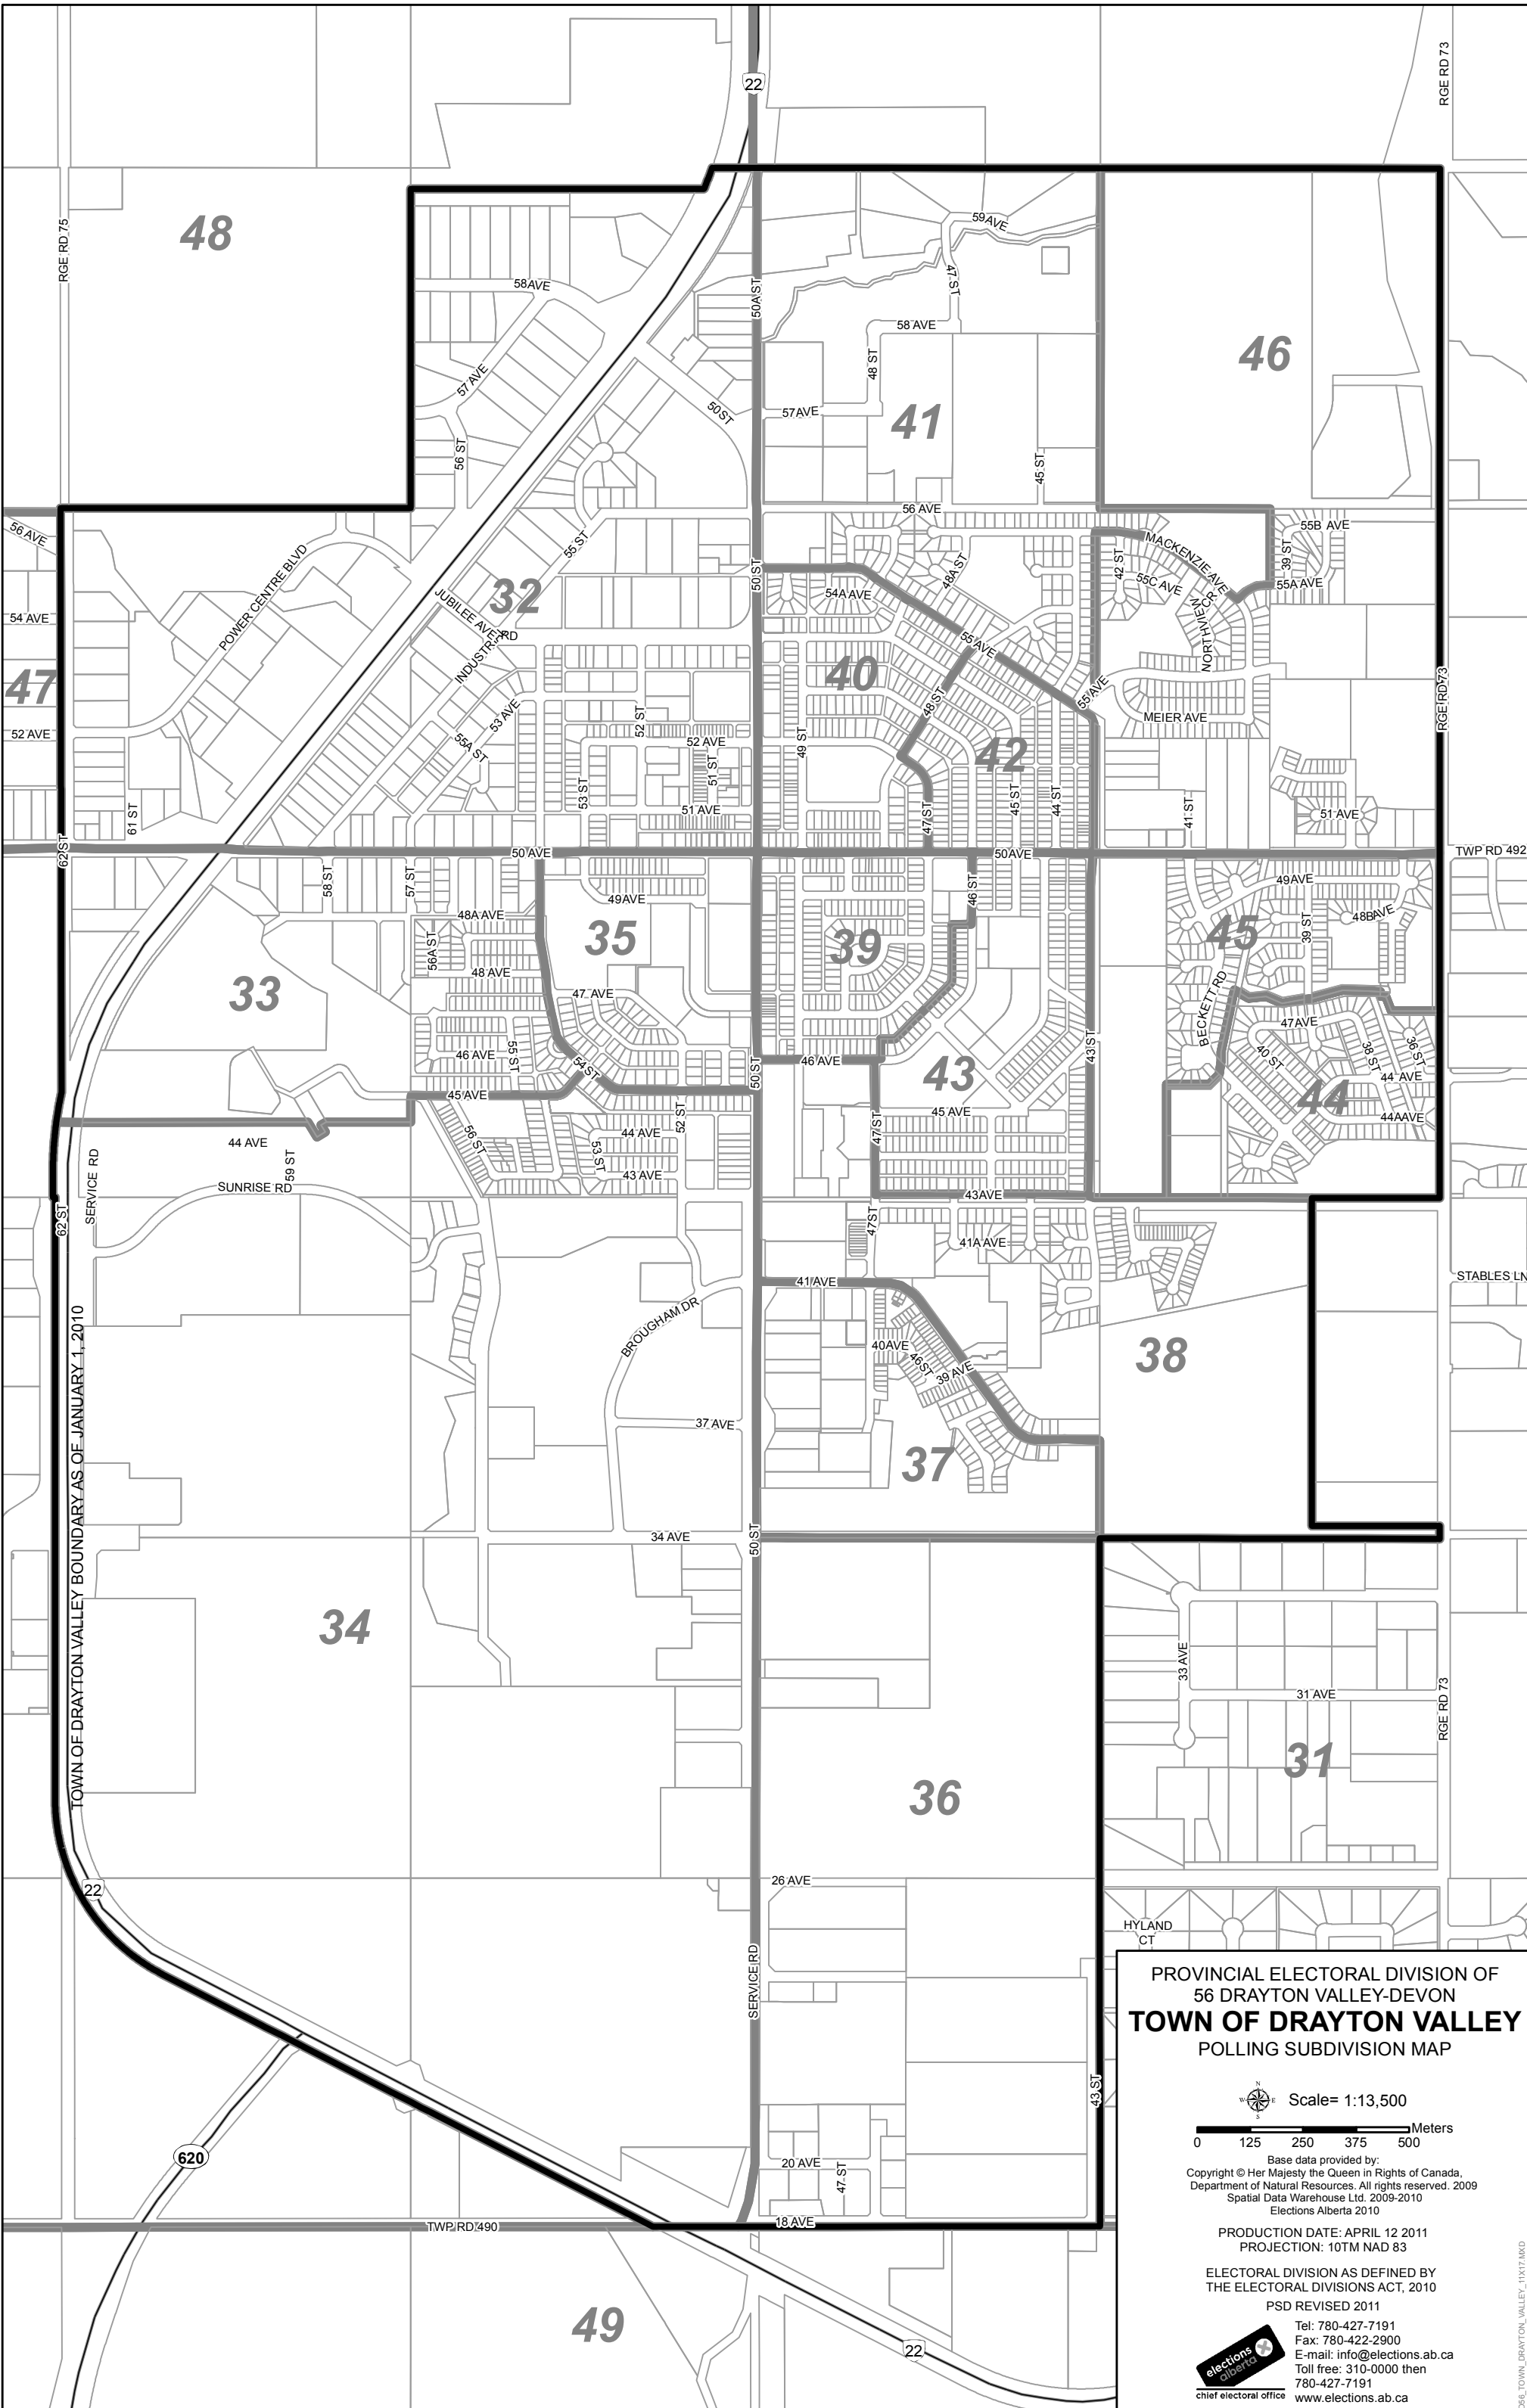 22
RGE RD 73
48
RGE RD 75
59 AVE
47 ST
58 AVE
50A ST
58 AVE
46
48 ST
57 AVE
50 ST
57 AVE
41
56 ST
45 ST
56 AVE
56 AVE
55B AVE
MACKENZIE AVE
39 ST
55 ST
POWER CENTRE BLVD
50 ST
48A ST
42 ST
55C AVE
55A AVE
32
54A AVE
JUBILEE AVE
NORTHVIEW CR
54 AVE
INDUSTRIAL RD
55 AVE
40
47
48 ST
55 AVE
RGE RD 73
MEIER AVE
53 AVE
52 ST
52 AVE
55A ST
52 AVE
49 ST
42
51 ST
53 ST
45 ST
44 ST
61 ST
51 AVE
47 ST
41 ST
51 AVE
62 ST
50 AVE
50 AVE
TWP RD 492
58 ST
57 ST
49 AVE
46 ST
49 AVE
48A AVE
48B AVE
35
39
45
39 ST
56A ST
48 AVE
33
47 AVE
BECKETT RD
47 AVE
46 AVE
55 ST
54 ST
50 ST
46 AVE
43
43 ST
40 ST
38 ST
36 ST
44 AVE
45 AVE
44
52 ST
45 AVE
44A AVE
44 AVE
56 ST
44 AVE
47 ST
53 ST
59 ST
43 AVE
SERVICE RD
SUNRISE RD
43 AVE
62 ST
47 ST
41A AVE
41 AVE
STABLES LN
BROUGHAM DR
40 AVE
46 ST
39 AVE
38
TOWN OF DRAYTON VALLEY BOUNDARY AS OF JANUARY 1, 2010
37 AVE
37
34 AVE
50 ST
34
33 AVE
31 AVE
RGE RD 73
31
36
26 AVE
22
HYLAND
CT
SERVICE RD
43 ST
620
20 AVE
47 ST
18 AVE
TWP RD 490
49
22
PROVINCIAL ELECTORAL DIVISION OF
56 DRAYTON VALLEY-DEVON
TOWN OF DRAYTON VALLEY
POLLING SUBDIVISION MAP
N
W E
S
Scale= 1:13,500
Meters
0 125 250 375 500
Base data provided by:
Copyright © Her Majesty the Queen in Rights of Canada,
Department of Natural Resources. All rights reserved. 2009
Spatial Data Warehouse Ltd. 2009-2010
Elections Alberta 2010
PRODUCTION DATE: APRIL 12 2011
PROJECTION: 10TM NAD 83
ELECTORAL DIVISION AS DEFINED BY
THE ELECTORAL DIVISIONS ACT, 2010
PSD REVISED 2011
elections
alberta
chief electoral office
Tel: 780-427-7191
Fax: 780-422-2900
E-mail: info@elections.ab.ca
Toll free: 310-0000 then
780-427-7191
www.elections.ab.ca